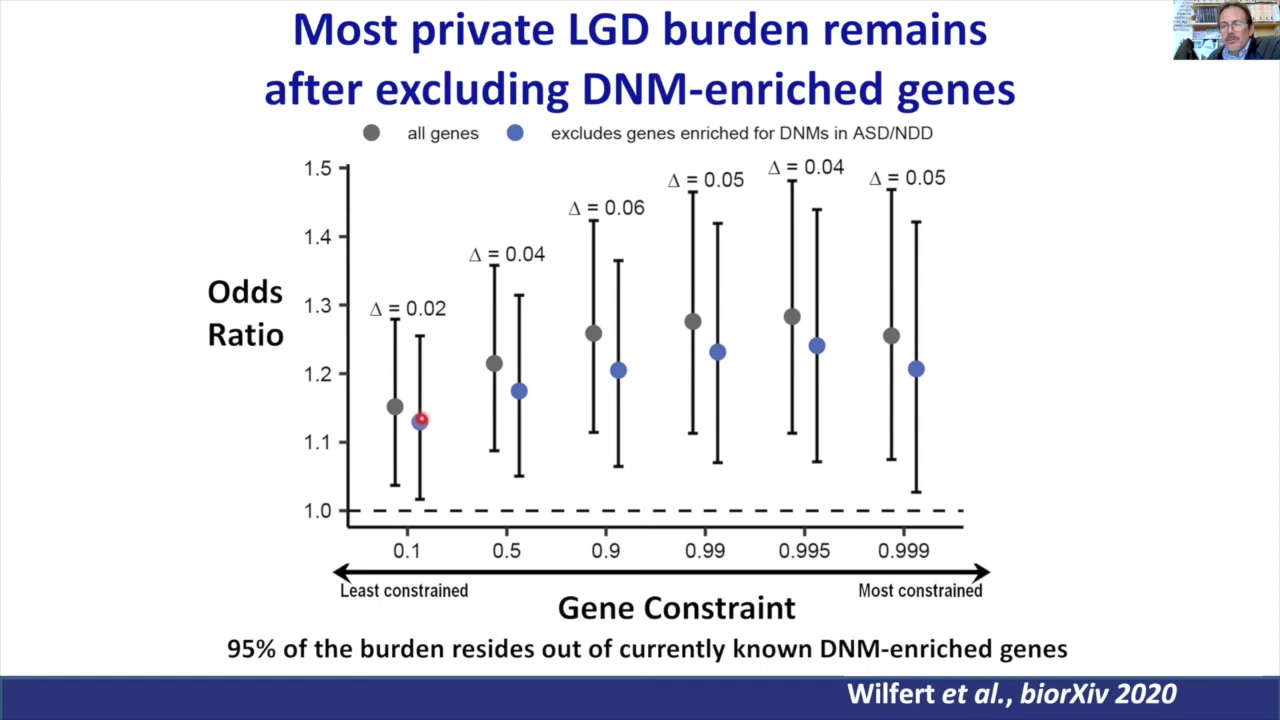 Most private LGD burden remains
after excluding DNM-enriched genes
all genes
excludes genes enriched for DNMs in ASD/NDD
1.5
1.4
1.3
1.2
1.1
1.0
Odds
Ratio
Δ = 0.02
Δ = 0.04
Δ = 0.06
Δ = 0.05
Δ = 0.04
Δ = 0.05
0.1
0.5
0.9
0.99
0.995
0.999
Least constrained
Most constrained
Gene Constraint
95% of the burden resides out of currently known DNM-enriched genes
Wilfert et al., biorXiv 2020